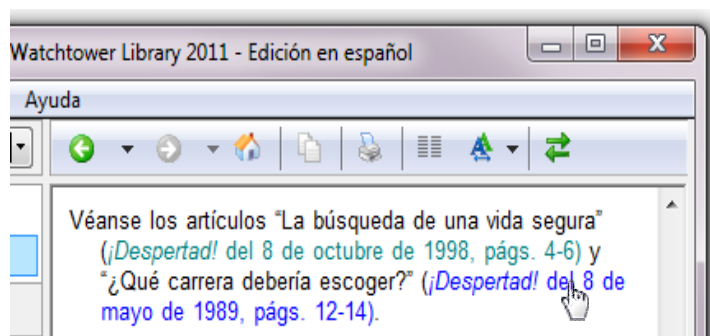 Watchtower Library 2011 - Edición en español
Ayuda
Véanse los artículos “La búsqueda de una vida segura”
(¡Despertad! del 8 de octubre de 1998, págs. 4-6) y
“¿Qué carrera debería escoger?” (¡Despertad! del 8 de
mayo de 1989, págs. 12-14).